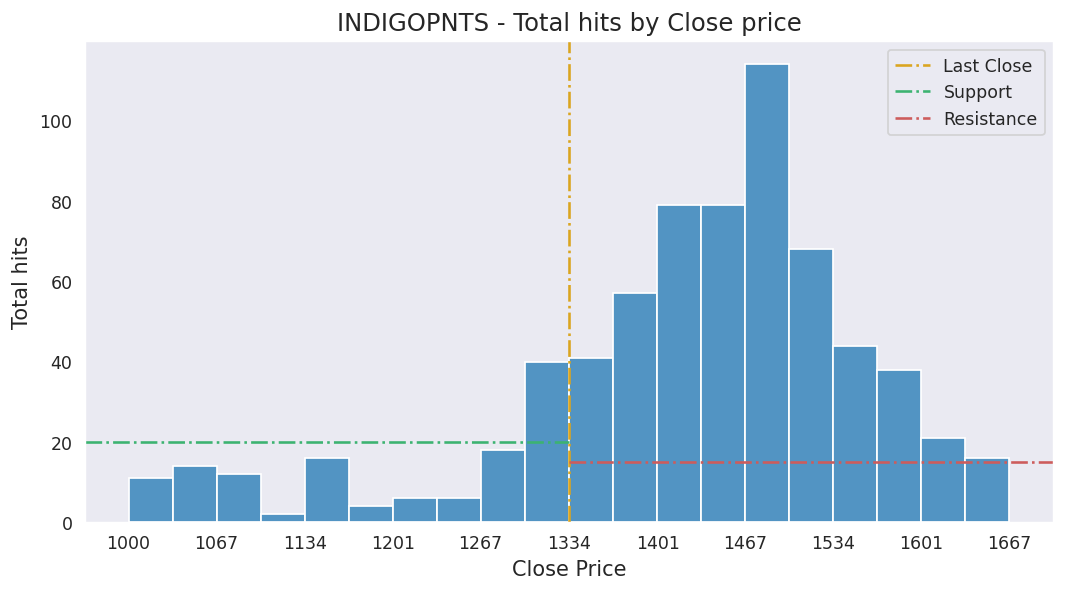 INDIGOPNTS - Total hits by Close price
Last Close
Support
Resistance
Total hits
100
80
60
40
20
0
1000 1067 1134 1201 1267 1334 1401 1467 1534 1601 1667
Close Price